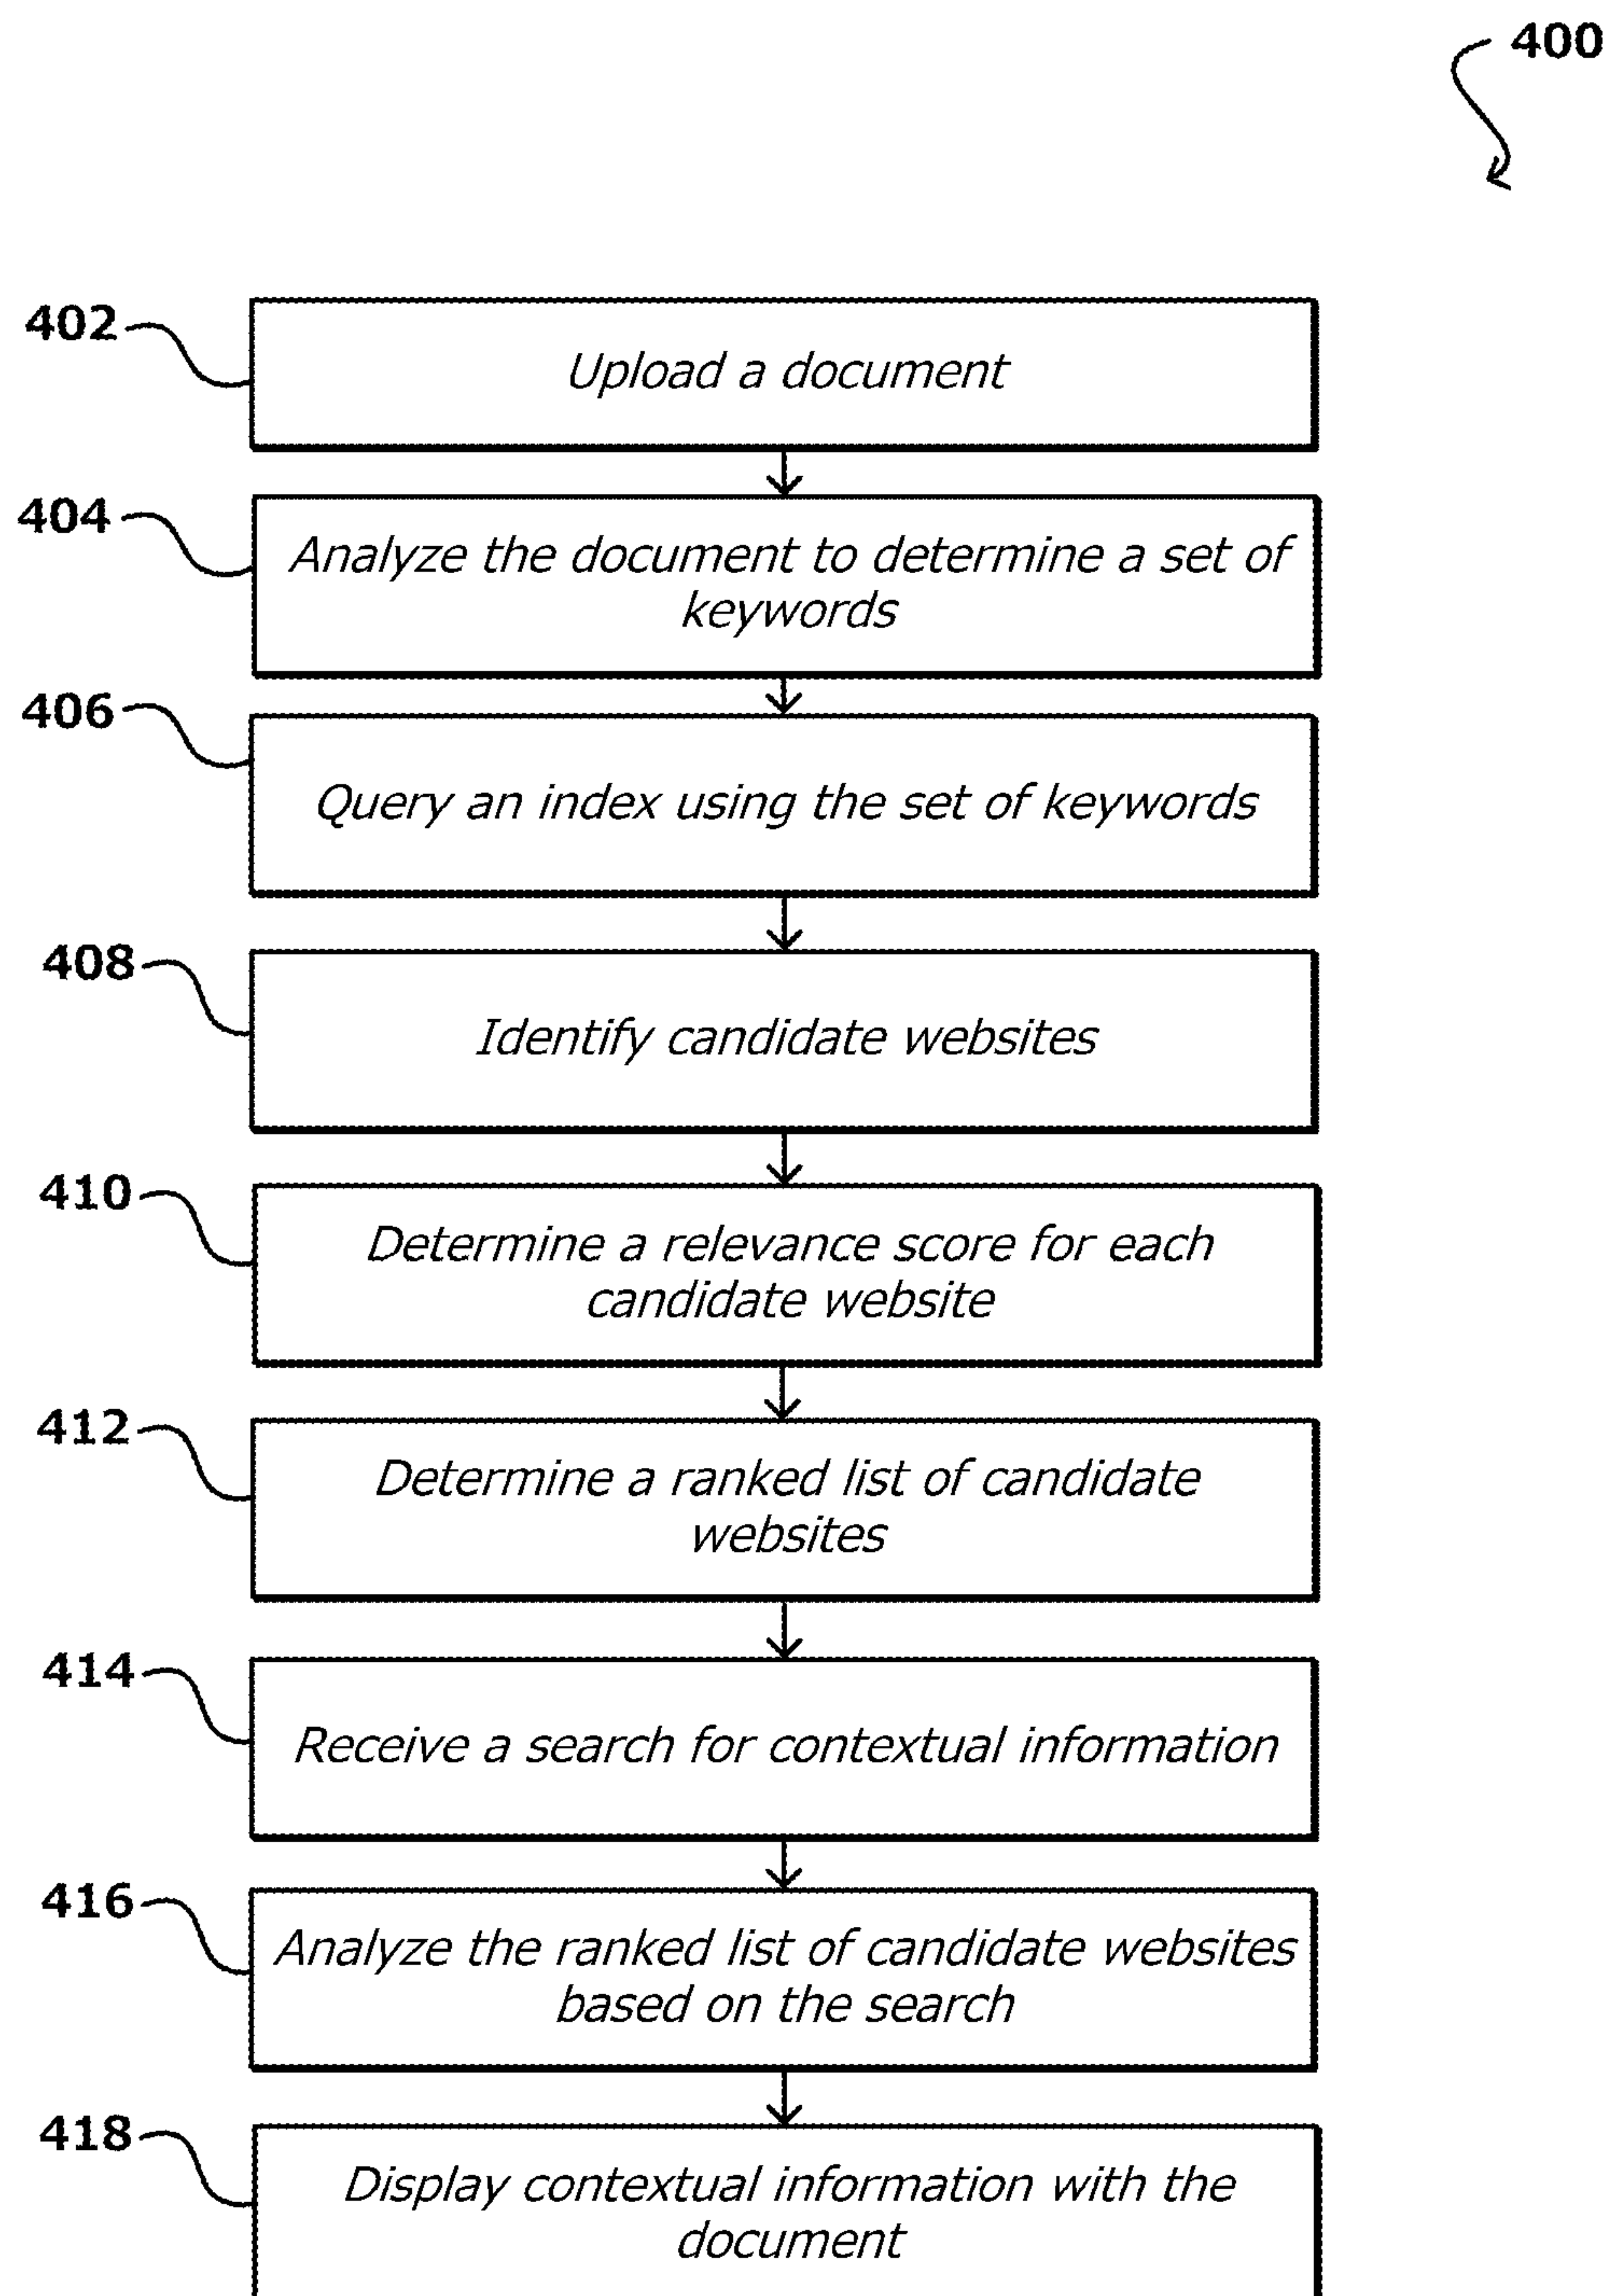 400
402
Upload a document
404
Analyze the document to determine a set of
keywords
406
Query an index using the set of keywords
408
Identify candidate websites
410
Determine a relevance score for each
candidate website
412
Determine a ranked list of candidate
websites
414
Receive a search for contextual information
416
Analyze the ranked list of candidate websites
based on the search
418
Display contextual information with the
document